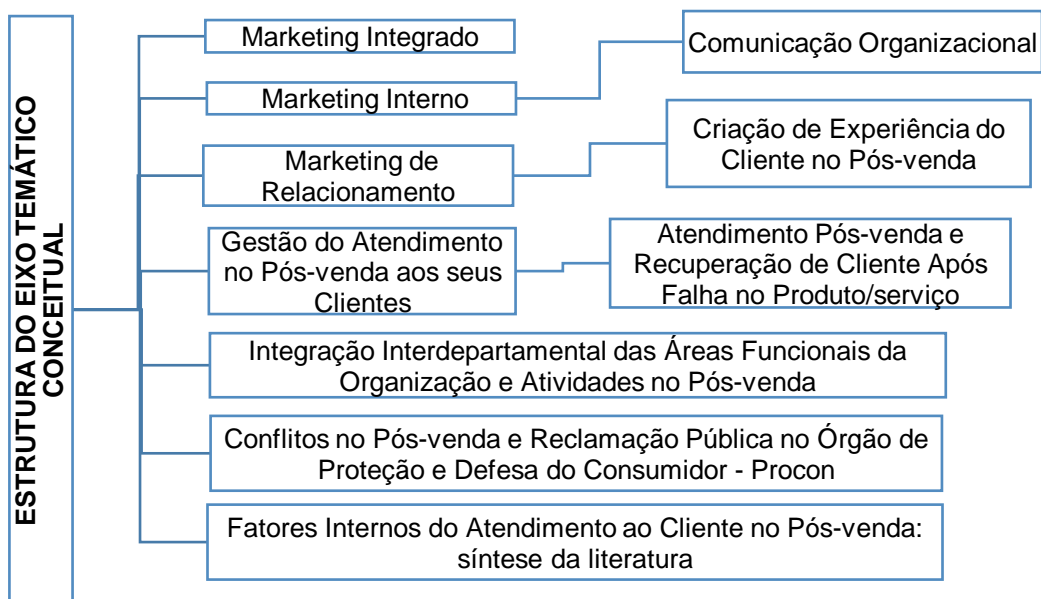 ESTRUTURA DO EIXO TEMÁTICO
CONCEITUAL
Marketing Integrado
Marketing Interno
Comunicação Organizacional
Marketing de
Relacionamento
Criação de Experiência do
Cliente no Pós-venda
Gestão do Atendimento
no Pós-venda aos seus
Clientes
Atendimento Pós-venda e
Recuperação de Cliente Após
Falha no Produto/serviço
Integração Interdepartamental das Áreas Funcionais da
Organização e Atividades no Pós-venda
Conflitos no Pós-venda e Reclamação Pública no Órgão de
Proteção e Defesa do Consumidor - Procon
Fatores Internos do Atendimento ao Cliente no Pós-venda:
síntese da literatura